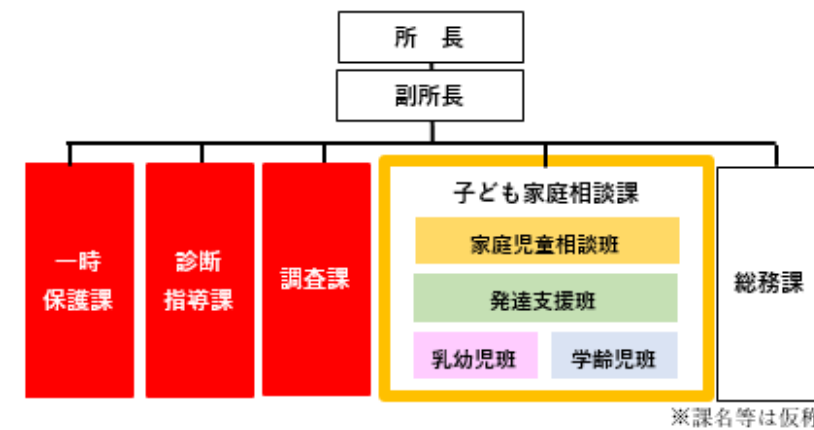 所　長
副所長
一時
保護課
診断
指導課
調査課
子ども家庭相談課
家庭児童相談班
発達支援班
乳幼児班
学齢児班
総務課
※課名等は仮称